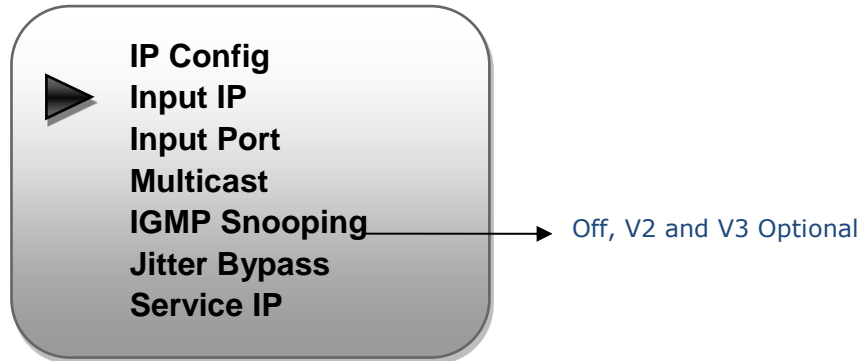 IP Config
Input IP
Input Port
Multicast
IGMP Snooping
Off, V2 and V3 Optional
Jitter Bypass
Service IP